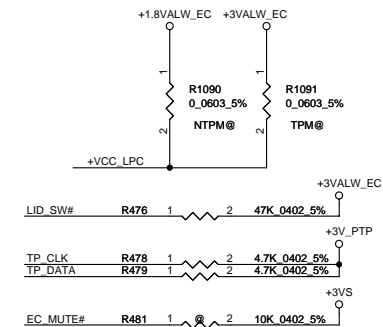 +1.8VALW_EC +3VALW_EC
1 1
R1090 R1091
0_0603_5% 0_0603_5%
NTPM@ TPM@
2 2
+VCC_LPC
+3VALW_EC
LID_SW# R476 1 2 47K_0402_5%
+3V_PTP
TP_CLK R478 1 2 4.7K_0402_5%
TP_DATA R479 1 2 4.7K_0402_5%
+3VS
EC_MUTE# R481 1 @ 2 10K_0402_5%